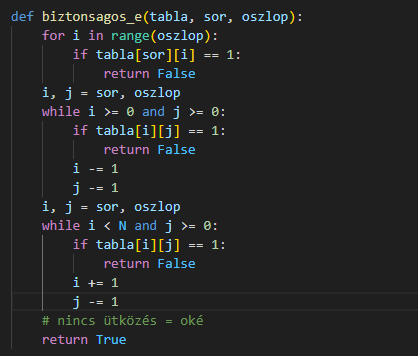 def biztonsagos_e(tabla, sor, oszlop):
    for i in range(oszlop):
        if tabla[sor][i] == 1:
            return False
    i, j = sor, oszlop
    while i >= 0 and j >= 0:
        if tabla[i][j] == 1:
            return False
        i -= 1
        j -= 1
    i, j = sor, oszlop
    while i < N and j >= 0:
        if tabla[i][j] == 1:
            return False
        i += 1
        j -= 1
    # nincs ütközés = oké
    return True